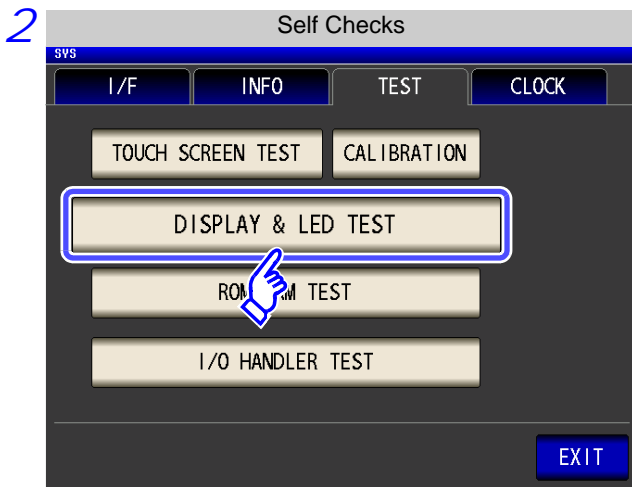 2
Self Checks
SYS
I/F INFO TEST CLOCK
TOUCH SCREEN TEST CALIBRATION
DISPLAY & LED TEST
TEST
I/O HANDLER TEST
EXIT